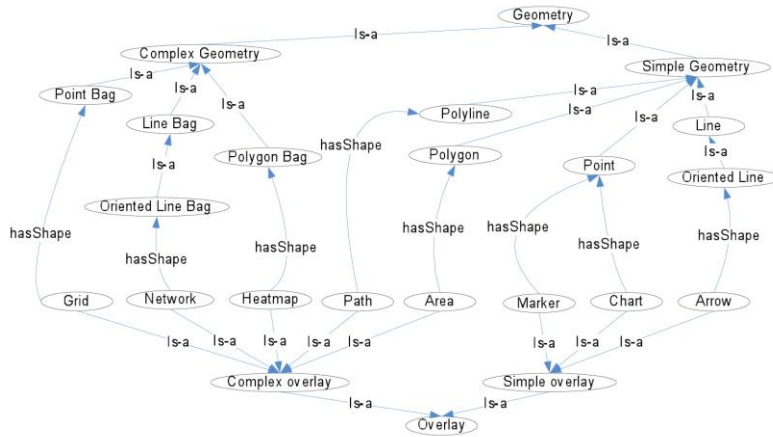 Geometry
Is-a
Is-a
Complex Geometry
Simple Geometry
Is-a
Is-a
Is-a
Is-a
Is-a
Is-a
Is-a
Point Bag
Polyline
Line Bag
Line
Is-a
Is-a
Polygon Bag
Polygon
Point
Oriented Line
Oriented Line Bag
hasShape
hasShape
hasShape
hasShape
hasShape
hasShape
hasShape
hasShape
Grid
Network
Heatmap
Path
Area
Marker
Chart
Arrow
Is-a
Is-a
Is-a
Is-a
Is-a
Is-a
Is-a
Is-a
Complex overlay
Simple overlay
Is-a
Is-a
Overlay